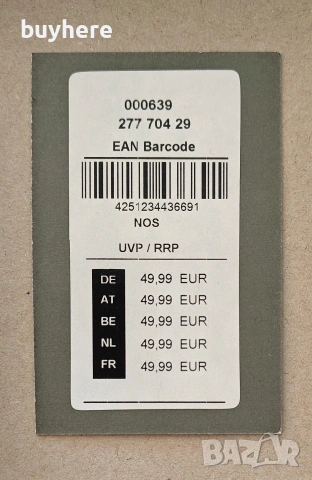 buyhere
000639
277 704 29
EAN Barcode
4251234436691
NOS
UVP / RRP
DE 49,99 EUR
AT 49,99 EUR
BE 49,99 EUR
NL 49,99 EUR
FR 49,99 EUR
BAZAR